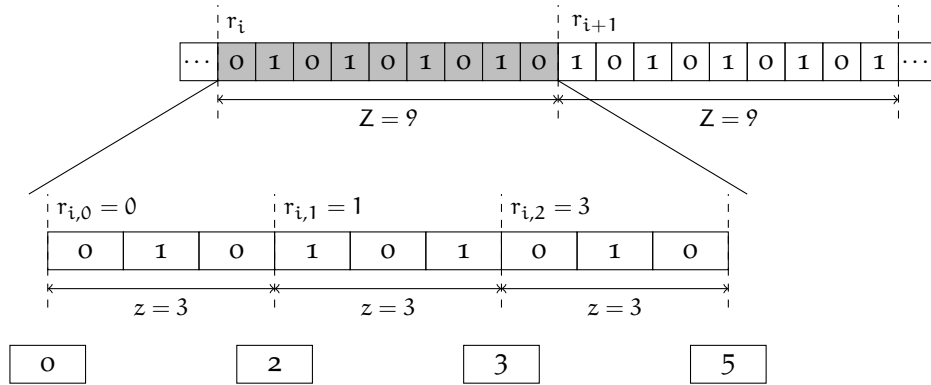 r_i r_{i+1}
··· 0 1 0 1 0 1 0 1 0 1 0 1 0 1 0 1 0 1 ···
Z = 9 Z = 9
r_{i,0} = 0 r_{i,1} = 1 r_{i,2} = 3
0 1 0 1 0 1 0 1 0
z = 3 z = 3 z = 3
0 2 3 5